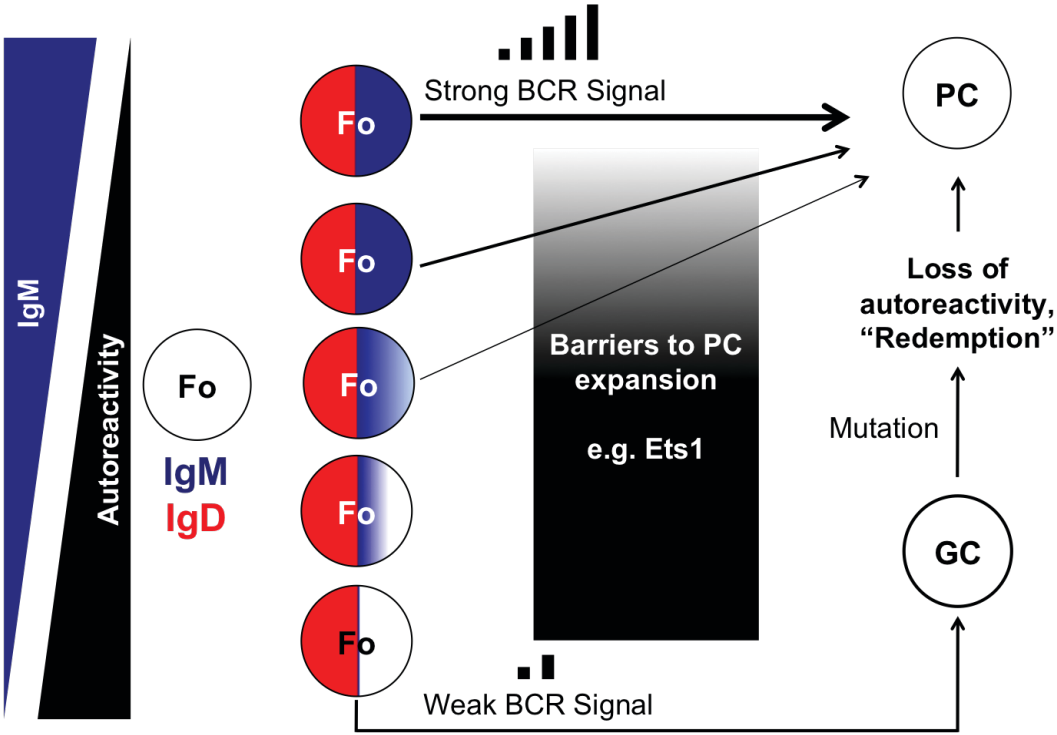 IgM
Autoreactivity
Fo
IgM
IgD
Fo
Fo
Fo
Fo
Fo
Strong BCR Signal
Barriers to PC
expansion
e.g. Ets1
Weak BCR Signal
PC
Loss of
autoreactivity,
“Redemption”
Mutation
GC